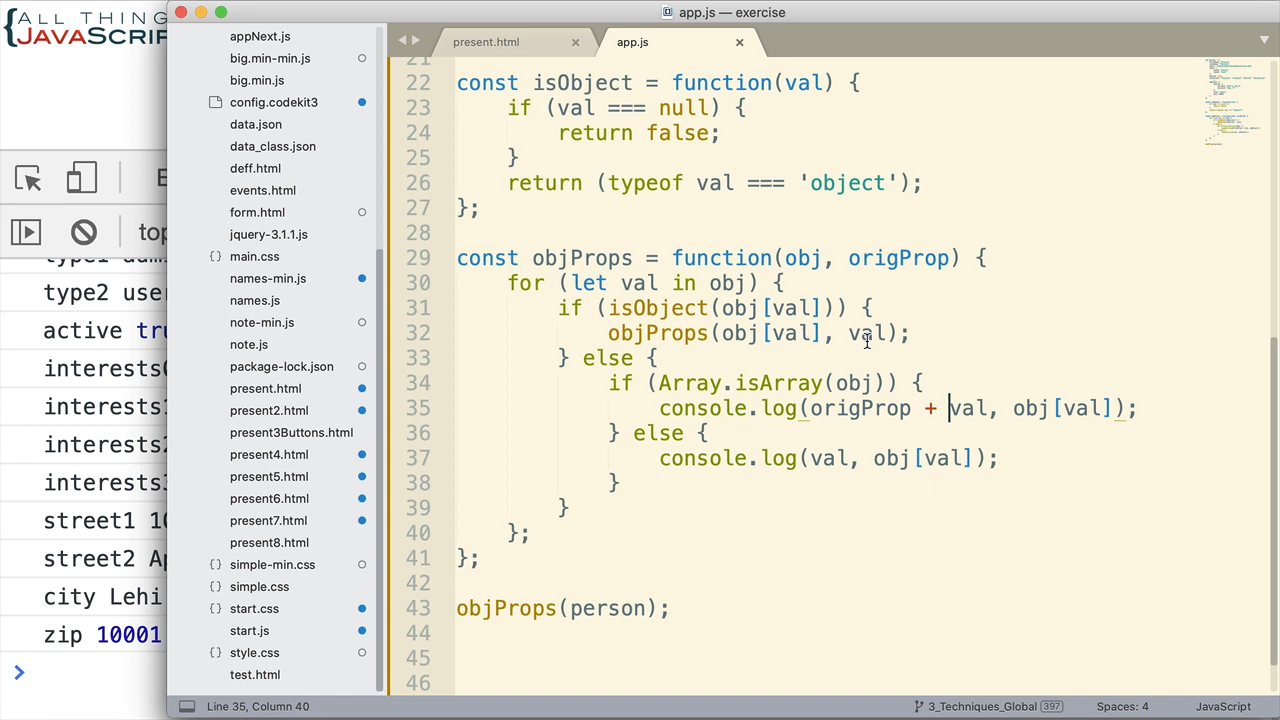 {ALL THING
JAVASCRI
app.js — exercise
appNext.js
big.min-min.js
big.min.js
config.codekit3
data.json
data_class.json
deff.html
events.html
form.html
jquery-3.1.1.js
main.css
names-min.js
names.js
note-min.js
note.js
package-lock.json
present.html
present2.html
present3Buttons.html
present4.html
present5.html
present6.html
present7.html
present8.html
simple-min.css
simple.css
start.css
start.js
style.css
test.html
E
top
type1 admi
type2 user
active tru
interests0
interests1
interests2
interests3
street1 10
street2 Ap
city Lehi
zip 10001
>
present.html
app.js
21
22 const isObject = function(val) {
23 if (val === null) {
24 return false;
25 }
26 return (typeof val === 'object');
27 };
28
29 const objProps = function(obj, origProp) {
30 for (let val in obj) {
31 if (isObject(obj[val])) {
32 objProps(obj[val], val);
33 } else {
34 if (Array.isArray(obj)) {
35 console.log(origProp + val, obj[val]);
36 } else {
37 console.log(val, obj[val]);
38 }
39 }
40 };
41 };
42
43 objProps(person);
44
45
46
Line 35, Column 40
3_Techniques_Global 397
Spaces: 4
JavaScript